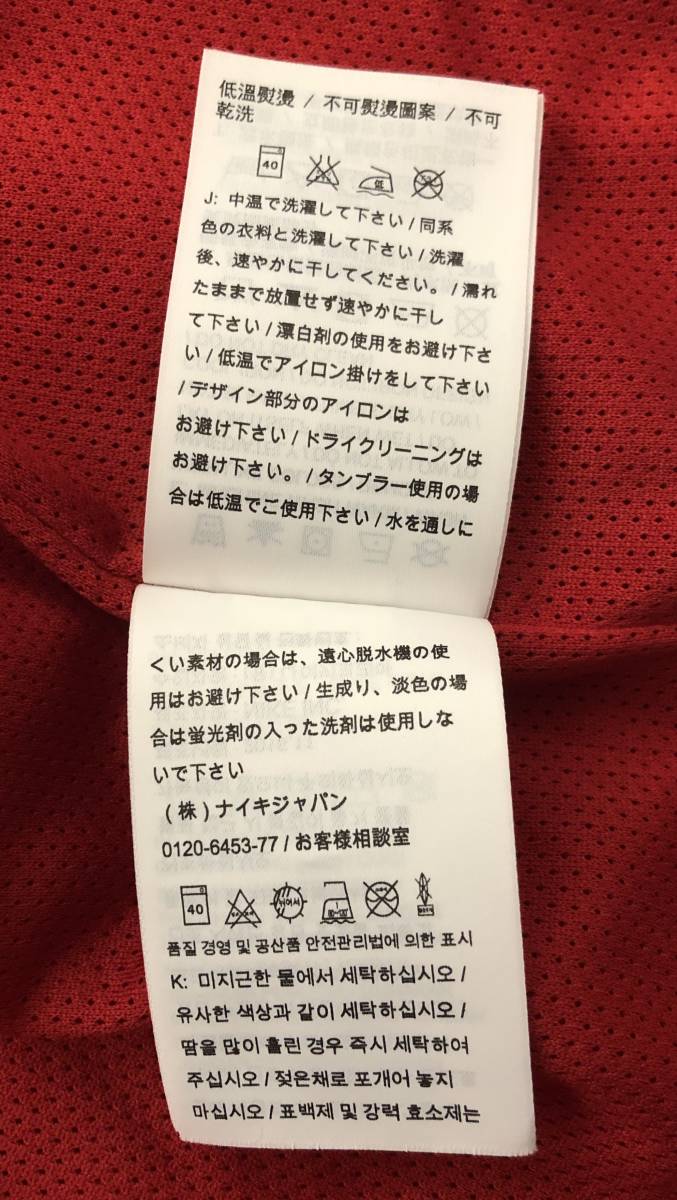 低溫熨燙 / 不可熨燙圖案 / 不可
乾洗
40 低
J: 中温で洗濯して下さい / 同系
色の衣料と洗濯して下さい / 洗濯
後、速やかに干してください。 / 濡れ
たままで放置せず速やかに干し
て下さい / 漂白剤の使用をお避け下さ
い / 低温でアイロン掛けをして下さい
/ デザイン部分のアイロンは
お避け下さい / ドライクリーニングは
お避け下さい。 / タンブラー使用の場
合は低温でご使用下さい / 水を通しに
くい素材の場合は、遠心脱水機の使
用はお避け下さい / 生成り、淡色の場
合は蛍光剤の入った洗剤は使用しな
いで下さい
(株) ナイキジャパン
0120-6453-77 / お客様相談室
40
품질 경영 및 공산품 안전관리법에 의한 표시
K: 미지근한 물에서 세탁하십시오 /
유사한 색상과 같이 세탁하십시오 /
땀을 많이 흘린 경우 즉시 세탁하여
주십시오 / 젖은채로 포개어 놓지
마십시오 / 표백제 및 강력 효소제는